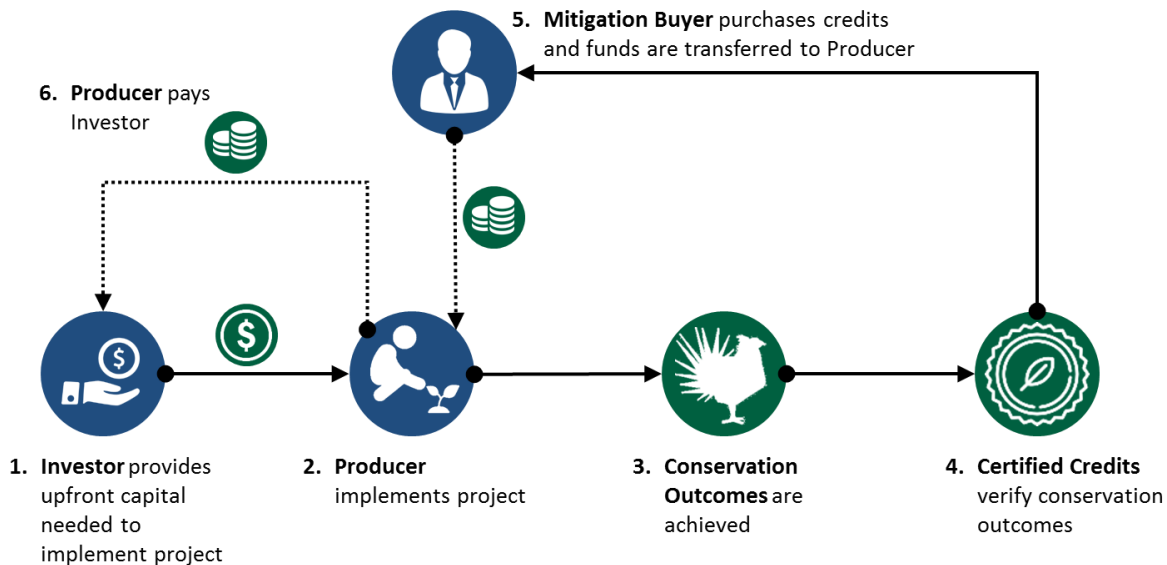 5. Mitigation Buyer purchases credits
and funds are transferred to Producer
6. Producer pays
Investor
$
$
1. Investor provides
upfront capital
needed to
implement project
2. Producer
implements project
3. Conservation
Outcomes are
achieved
4. Certified Credits
verify conservation
outcomes